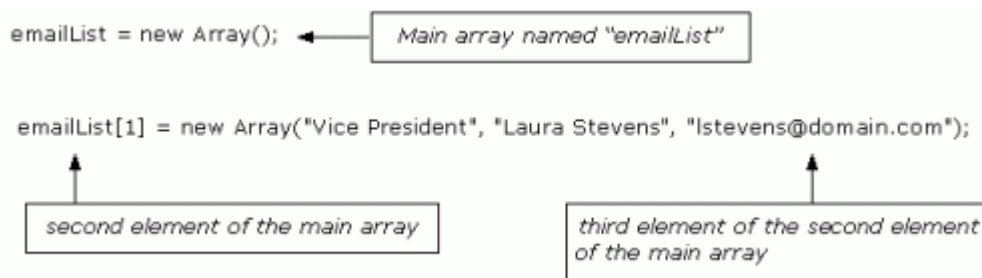 emailList = new Array();
Main array named "emailList"
emailList[1] = new Array("Vice President", "Laura Stevens", "lstevens@domain.com");
second element of the main array
third element of the second element
of the main array